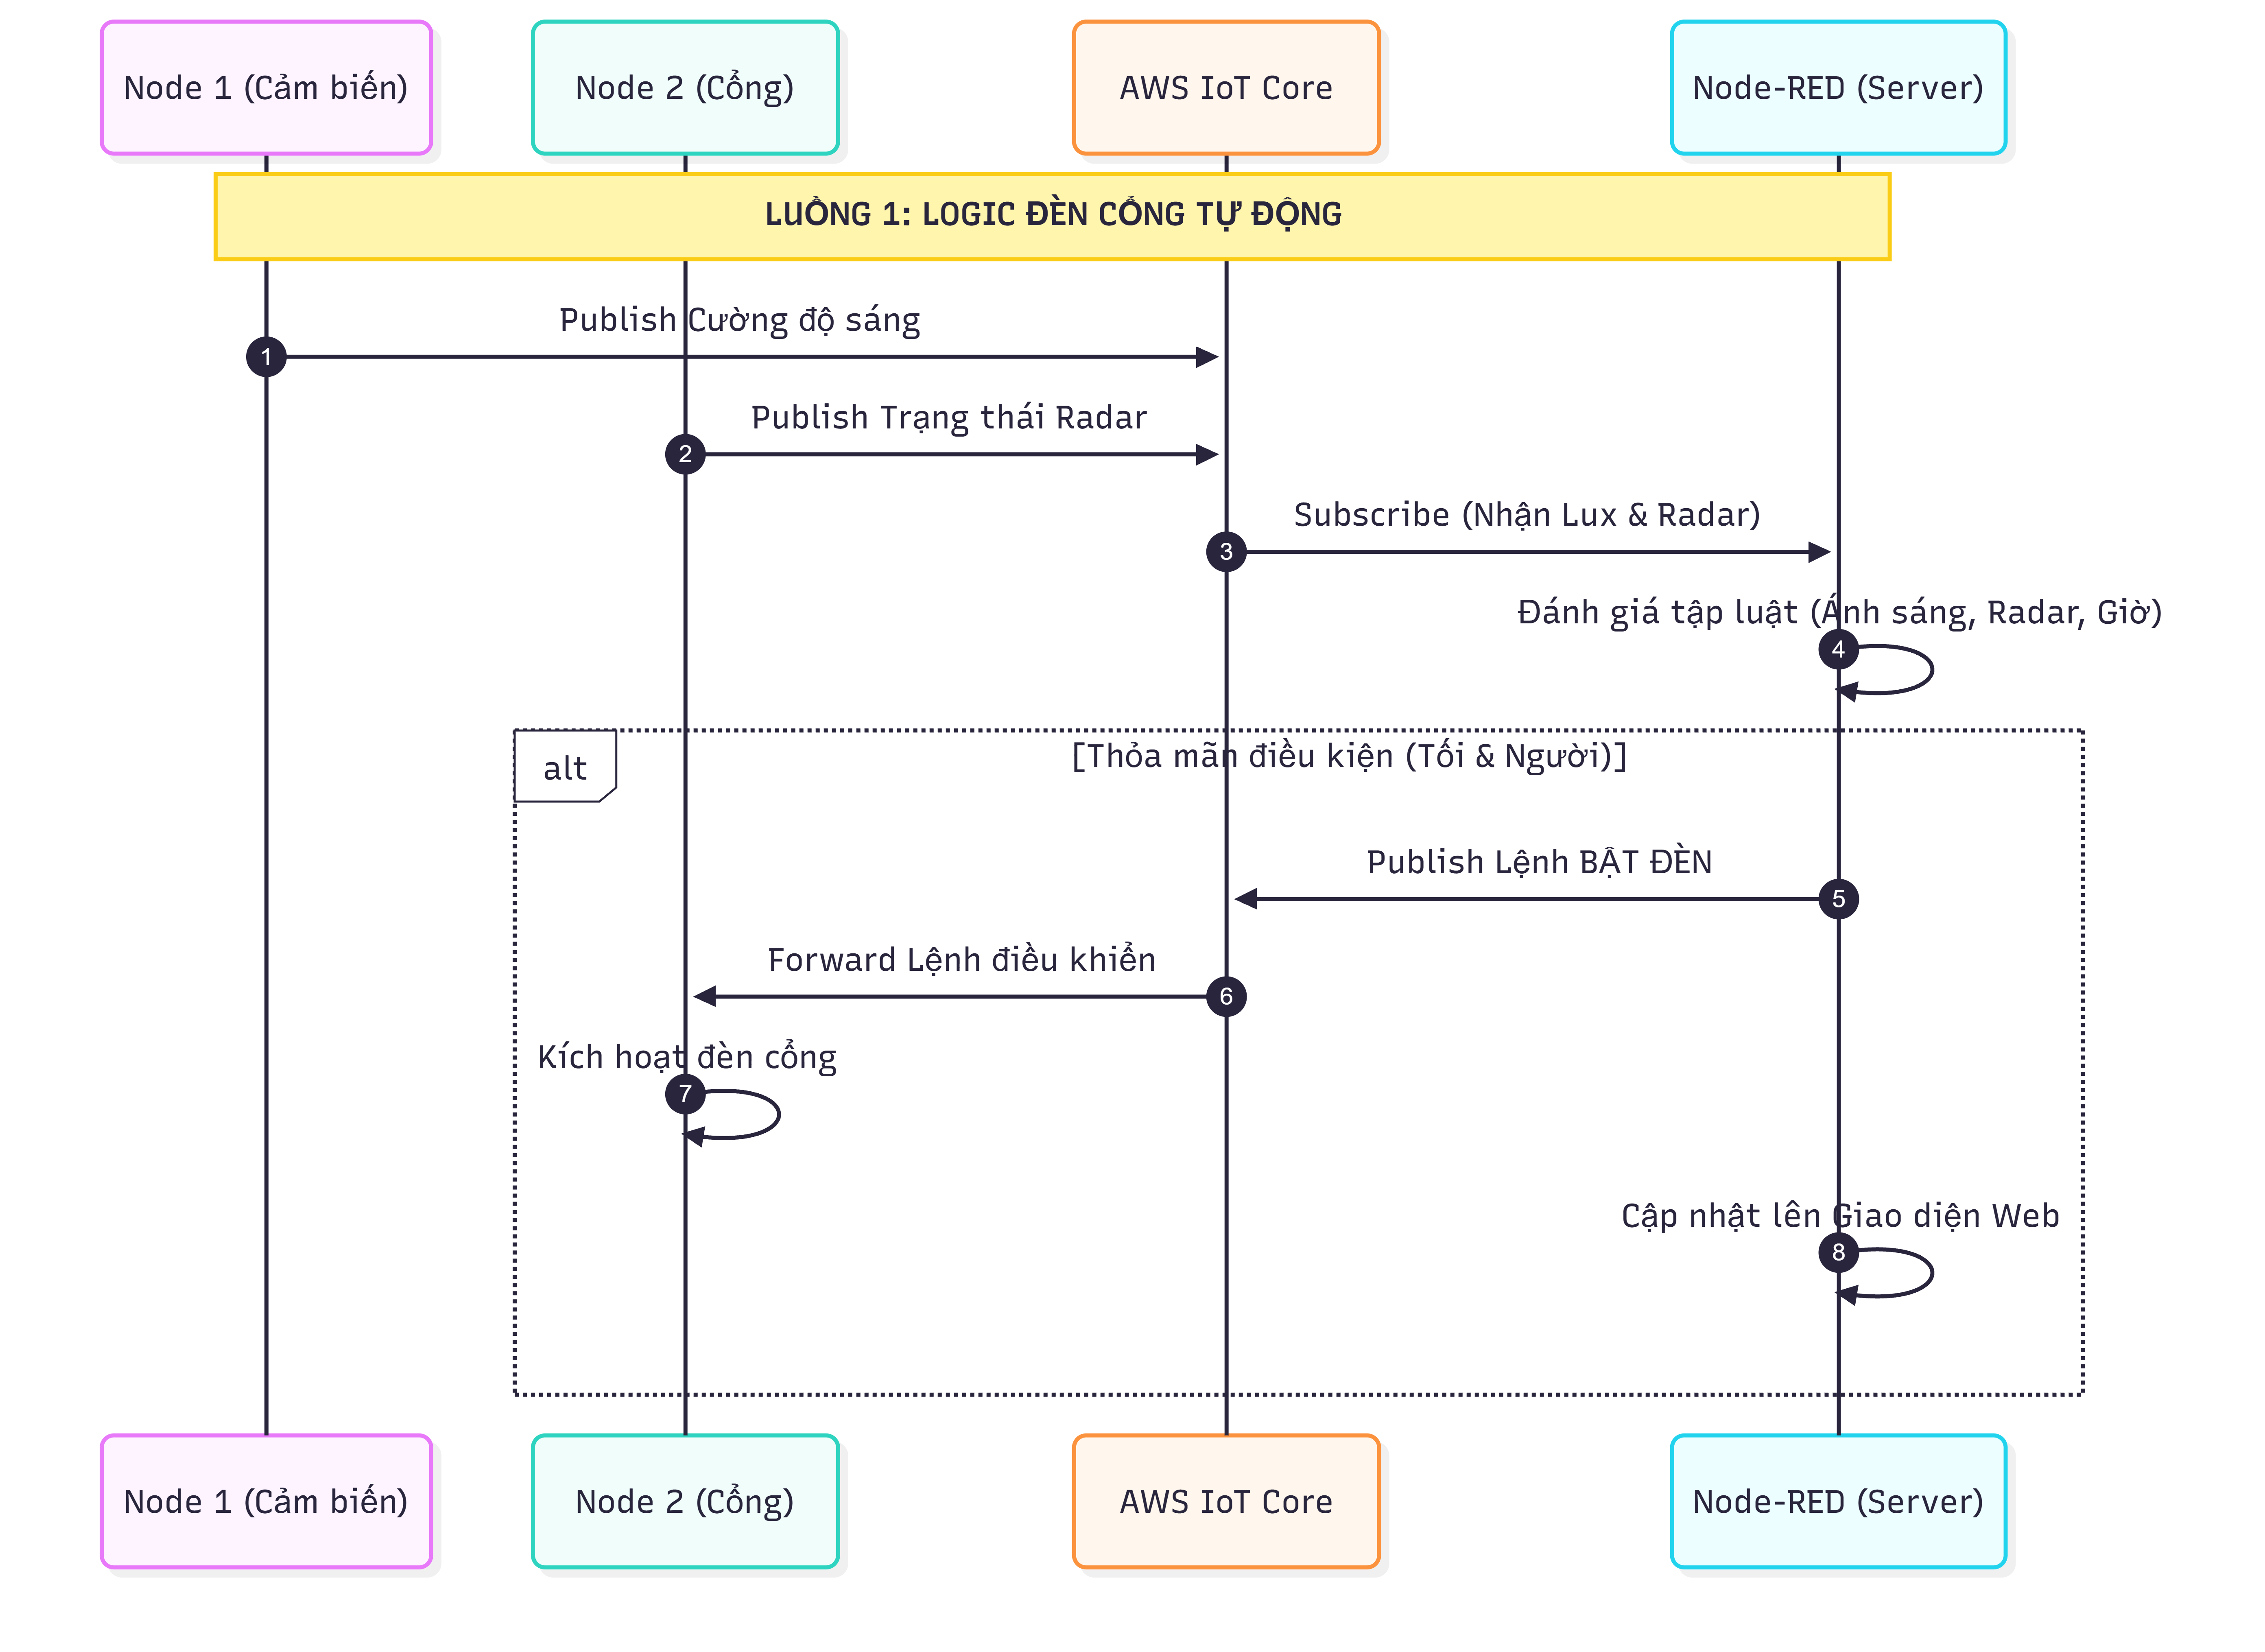 Node 1 (Cảm biến)
Node 2 (Cổng)
AWS IoT Core
Node-RED (Server)
LUỒNG 1: LOGIC ĐÈN CỔNG TỰ ĐỘNG
Publish Cường độ sáng
1
Publish Trạng thái Radar
2
Subscribe (Nhận Lux & Radar)
3
Đánh giá tập luật (Ánh sáng, Radar, Giờ)
4
alt
[Thỏa mãn điều kiện (Tối & Người)]
Publish Lệnh BẬT ĐÈN
5
Forward Lệnh điều khiển
6
Kích hoạt đèn cổng
7
Cập nhật lên Giao diện Web
8
Node 1 (Cảm biến)
Node 2 (Cổng)
AWS IoT Core
Node-RED (Server)